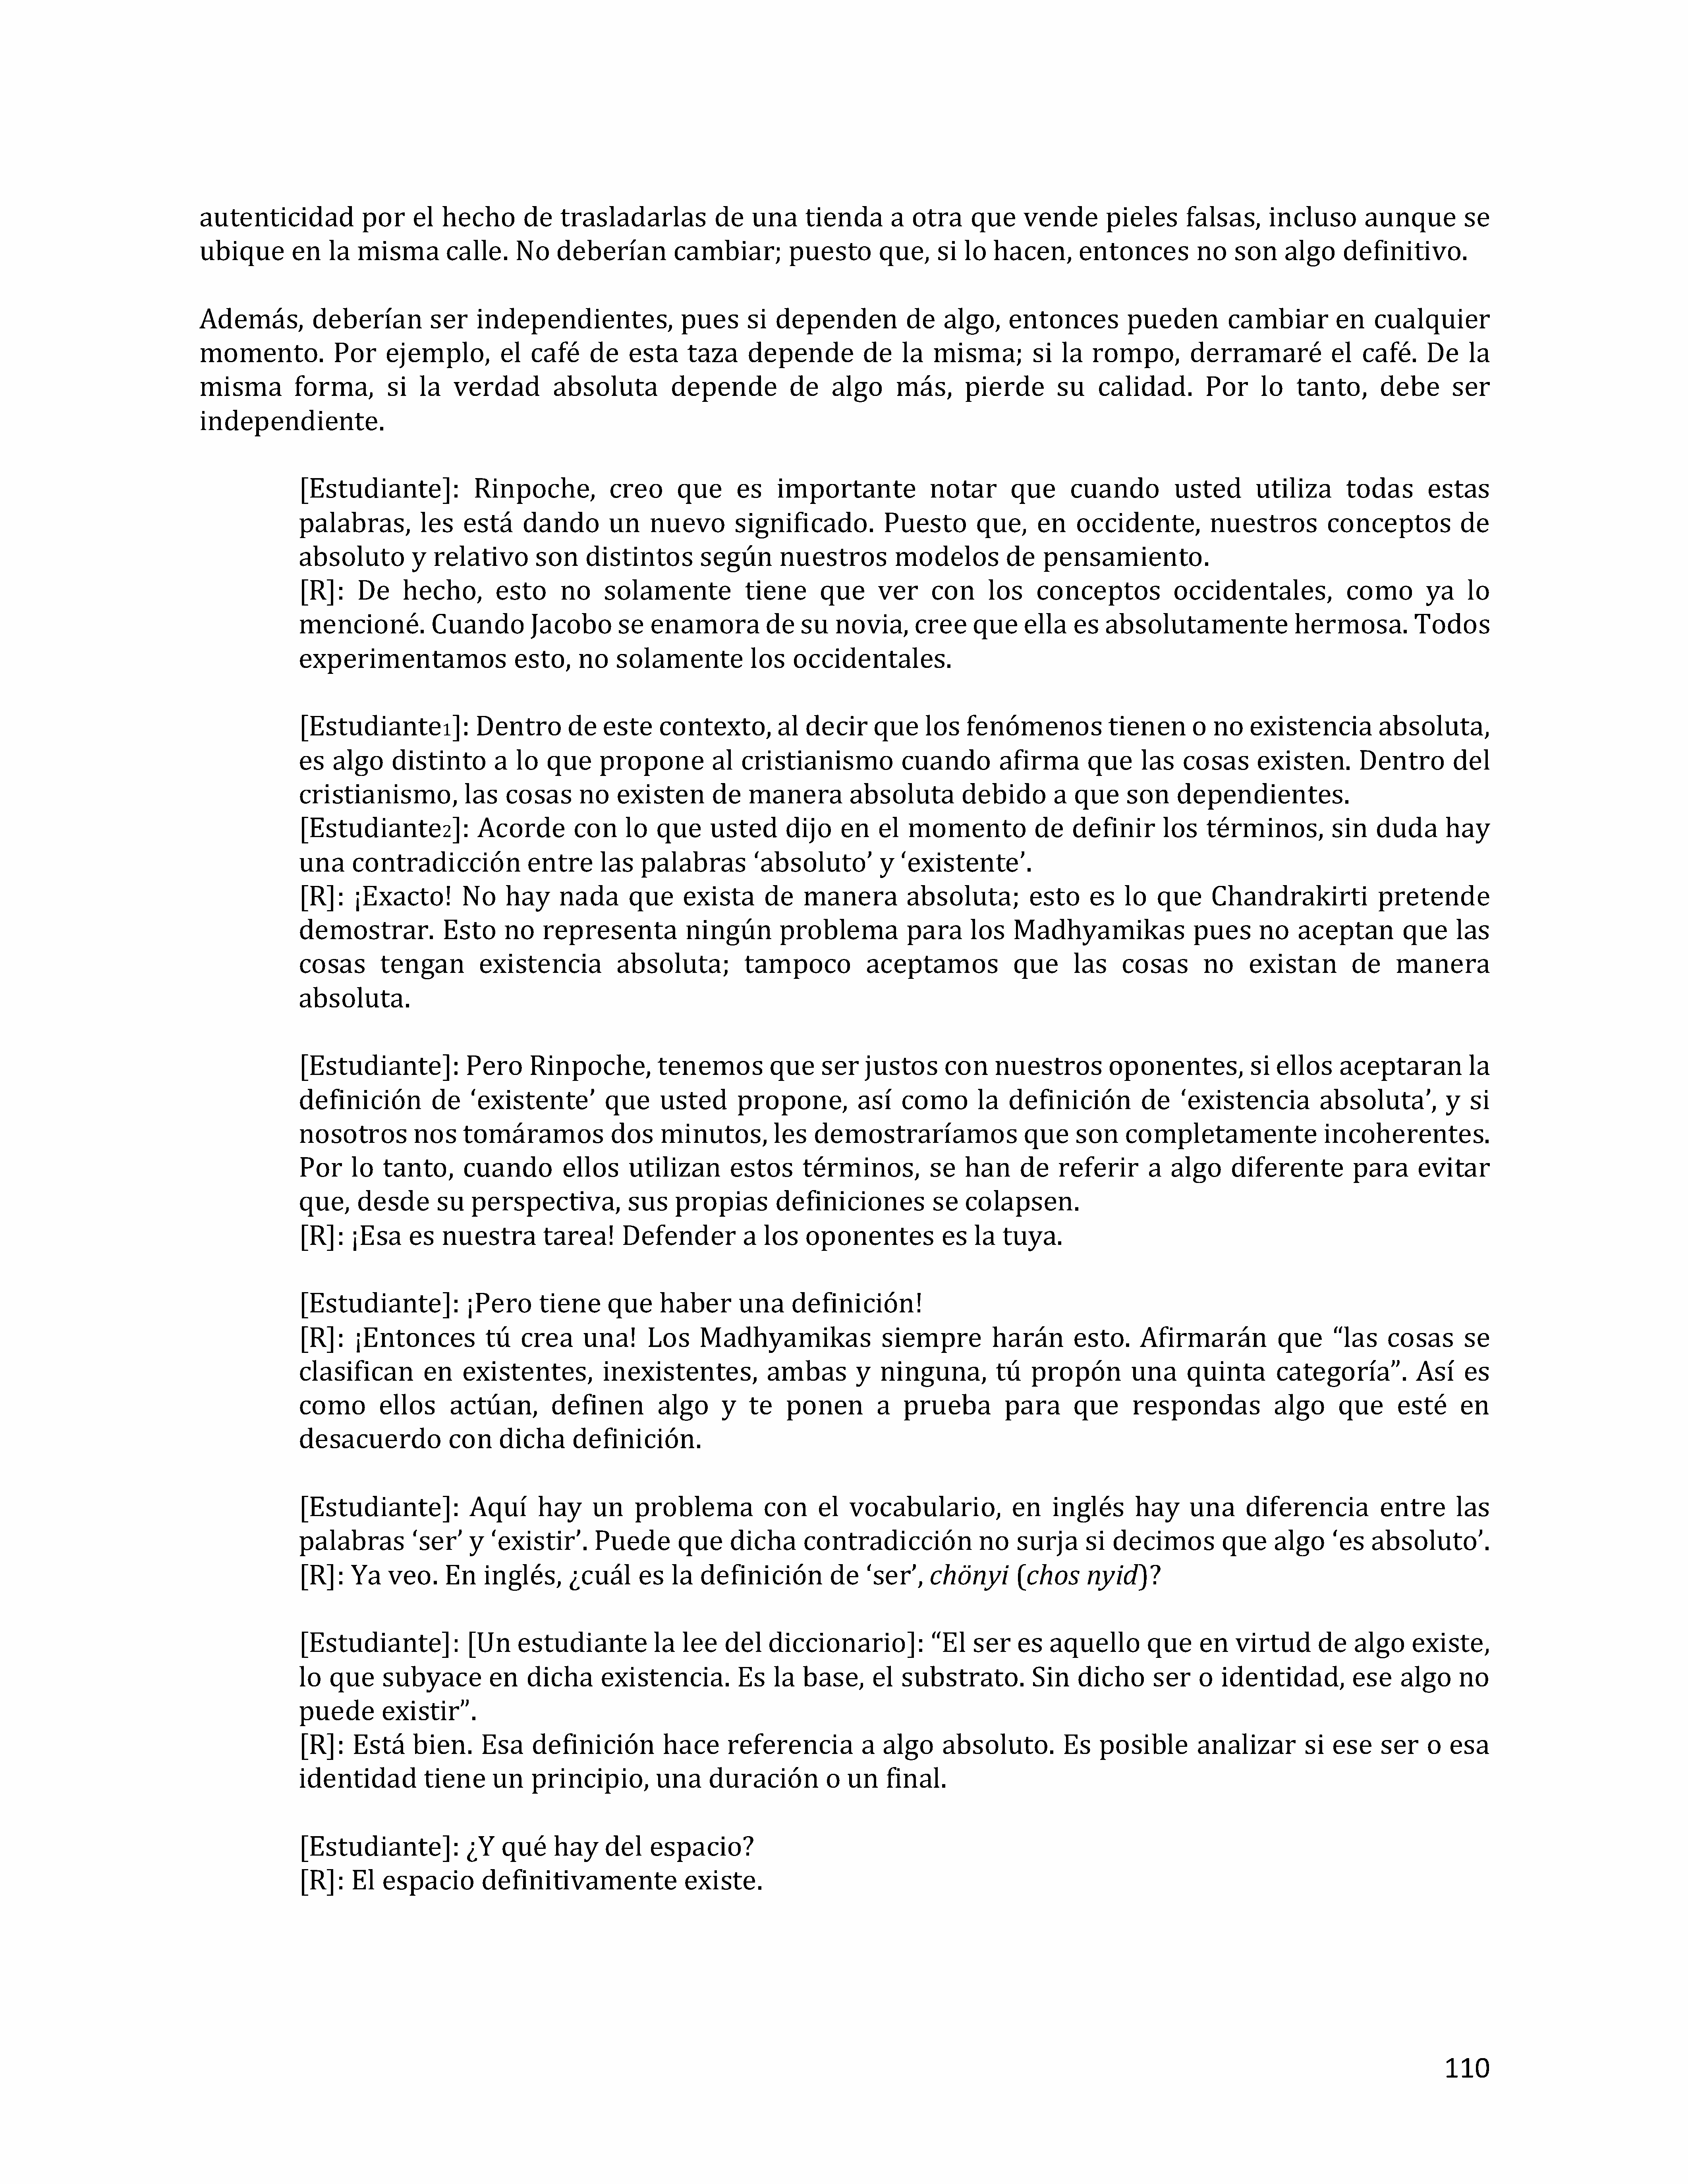 autenticidad por el hecho de trasladarlas de una tienda a otra que vende pieles falsas, incluso aunque se
ubique en la misma calle. No deberían cambiar; puesto que, si lo hacen, entonces no son algo definitivo.
Además, deberían ser independientes, pues si dependen de algo, entonces pueden cambiar en cualquier
momento. Por ejemplo, el café de esta taza depende de la misma; si la rompo, derramaré el café. De la
misma forma, si la verdad absoluta depende de algo más, pierde su calidad. Por lo tanto, debe ser
independiente.
[Estudiante]: Rinpoche, creo que es importante notar que cuando usted utiliza todas estas
palabras, les está dando un nuevo significado. Puesto que, en occidente, nuestros conceptos de
absoluto y relativo son distintos según nuestros modelos de pensamiento.
[R]: De hecho, esto no solamente tiene que ver con los conceptos occidentales, como ya lo
mencioné. Cuando Jacobo se enamora de su novia, cree que ella es absolutamente hermosa. Todos
experimentamos esto, no solamente los occidentales.
[Estudiante1]: Dentro de este contexto, al decir que los fenómenos tienen o no existencia absoluta,
es algo distinto a lo que propone al cristianismo cuando afirma que las cosas existen. Dentro del
cristianismo, las cosas no existen de manera absoluta debido a que son dependientes.
[Estudiante2]: Acorde con lo que usted dijo en el momento de definir los términos, sin duda hay
una contradicción entre las palabras ‘absoluto’ y ‘existente’.
[R]: ¡Exacto! No hay nada que exista de manera absoluta; esto es lo que Chandrakirti pretende
demostrar. Esto no representa ningún problema para los Madhyamikas pues no aceptan que las
cosas tengan existencia absoluta; tampoco aceptamos que las cosas no existan de manera
absoluta.
[Estudiante]: Pero Rinpoche, tenemos que ser justos con nuestros oponentes, si ellos aceptaran la
definición de ‘existente’ que usted propone, así como la definición de ‘existencia absoluta’, y si
nosotros nos tomáramos dos minutos, les demostraríamos que son completamente incoherentes.
Por lo tanto, cuando ellos utilizan estos términos, se han de referir a algo diferente para evitar
que, desde su perspectiva, sus propias definiciones se colapsen.
[R]: ¡Esa es nuestra tarea! Defender a los oponentes es la tuya.
[Estudiante]: ¡Pero tiene que haber una definición!
[R]: ¡Entonces tú crea una! Los Madhyamikas siempre harán esto. Afirmarán que “las cosas se
clasifican en existentes, inexistentes, ambas y ninguna, tú propón una quinta categoría”. Así es
como ellos actúan, definen algo y te ponen a prueba para que respondas algo que esté en
desacuerdo con dicha definición.
[Estudiante]: Aquí hay un problema con el vocabulario, en inglés hay una diferencia entre las
palabras ‘ser’ y ‘existir’. Puede que dicha contradicción no surja si decimos que algo ‘es absoluto’.
[R]: Ya veo. En inglés, ¿cuál es la definición de ‘ser’, chönyi (chos nyid)?
[Estudiante]: [Un estudiante la lee del diccionario]: “El ser es aquello que en virtud de algo existe,
lo que subyace en dicha existencia. Es la base, el substrato. Sin dicho ser o identidad, ese algo no
puede existir”.
[R]: Está bien. Esa definición hace referencia a algo absoluto. Es posible analizar si ese ser o esa
identidad tiene un principio, una duración o un final.
[Estudiante]: ¿Y qué hay del espacio?
[R]: El espacio definitivamente existe.
110